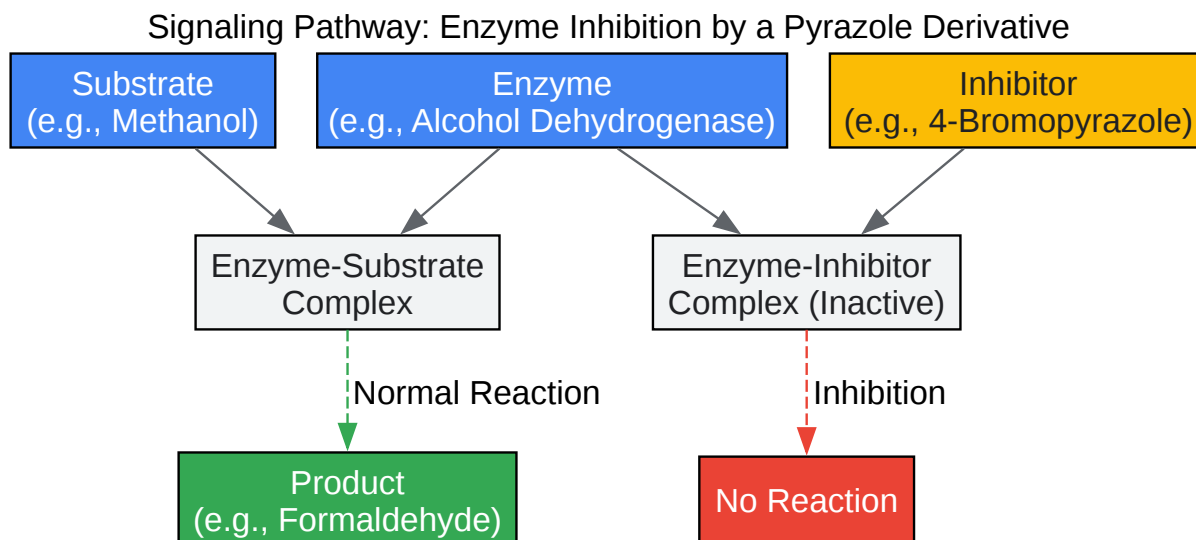 Signaling Pathway: Enzyme Inhibition by a Pyrazole Derivative
Substrate
(e.g., Methanol)
Enzyme
(e.g., Alcohol Dehydrogenase)
Inhibitor
(e.g., 4-Bromopyrazole)
Enzyme-Substrate
Complex
Enzyme-Inhibitor
Complex (Inactive)
Normal Reaction
Inhibition
Product
(e.g., Formaldehyde)
No Reaction